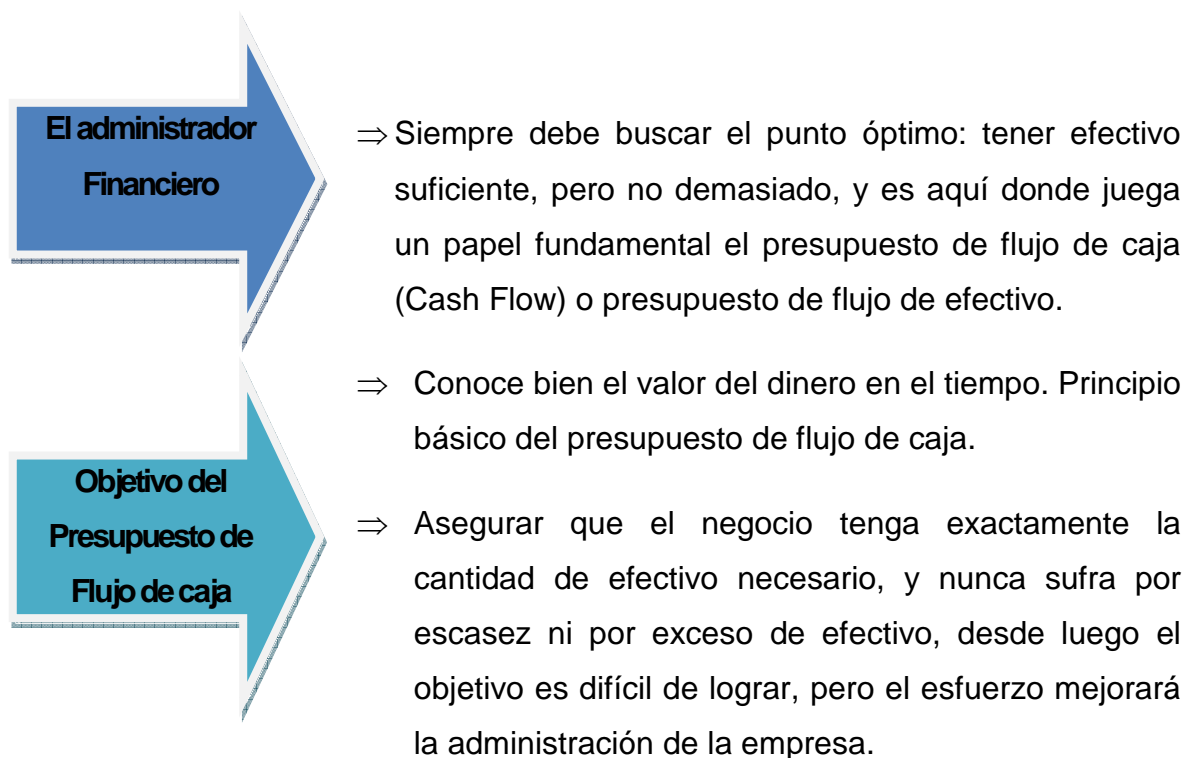 El administrador
Financiero
⇒ Siempre debe buscar el punto óptimo: tener efectivo
suficiente, pero no demasiado, y es aquí donde juega
un papel fundamental el presupuesto de flujo de caja
(Cash Flow) o presupuesto de flujo de efectivo.
⇒ Conoce bien el valor del dinero en el tiempo. Principio
básico del presupuesto de flujo de caja.
Objetivo del
Presupuesto de
Flujo de caja
⇒ Asegurar que el negocio tenga exactamente la
cantidad de efectivo necesario, y nunca sufra por
escasez ni por exceso de efectivo, desde luego el
objetivo es difícil de lograr, pero el esfuerzo mejorará
la administración de la empresa.